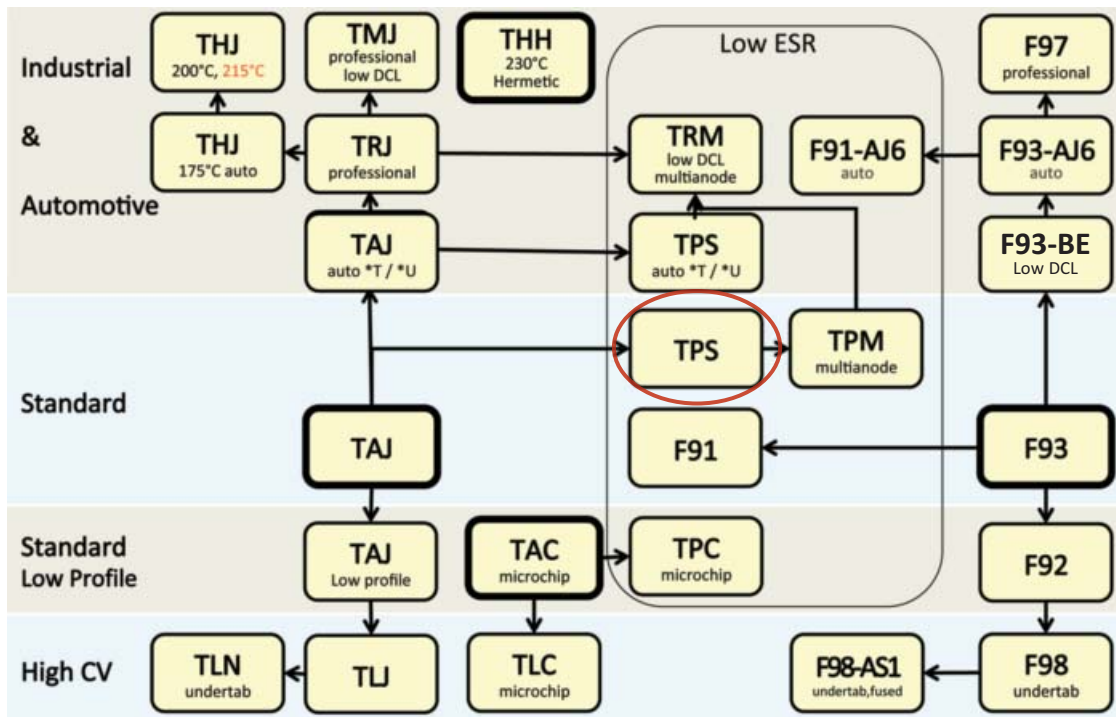 Industrial
&
Automotive
THJ
200°C, 215°C
TMJ
professional
low DCL
THH
230°C
Hermetic
Low ESR
F97
professional
THJ
175°C auto
TRJ
professional
TRM
low DCL
multianode
F91-AJ6
auto
F93-AJ6
auto
TAJ
auto *T / *U
TPS
auto *T / *U
F93-BE
Low DCL
Standard
TPS
TPM
multianode
TAJ
F91
F93
Standard
Low Profile
TAJ
Low profile
TAC
microchip
TPC
microchip
F92
High CV
TLN
undertab
TLJ
TLC
microchip
F98-AS1
undertab,fused
F98
undertab